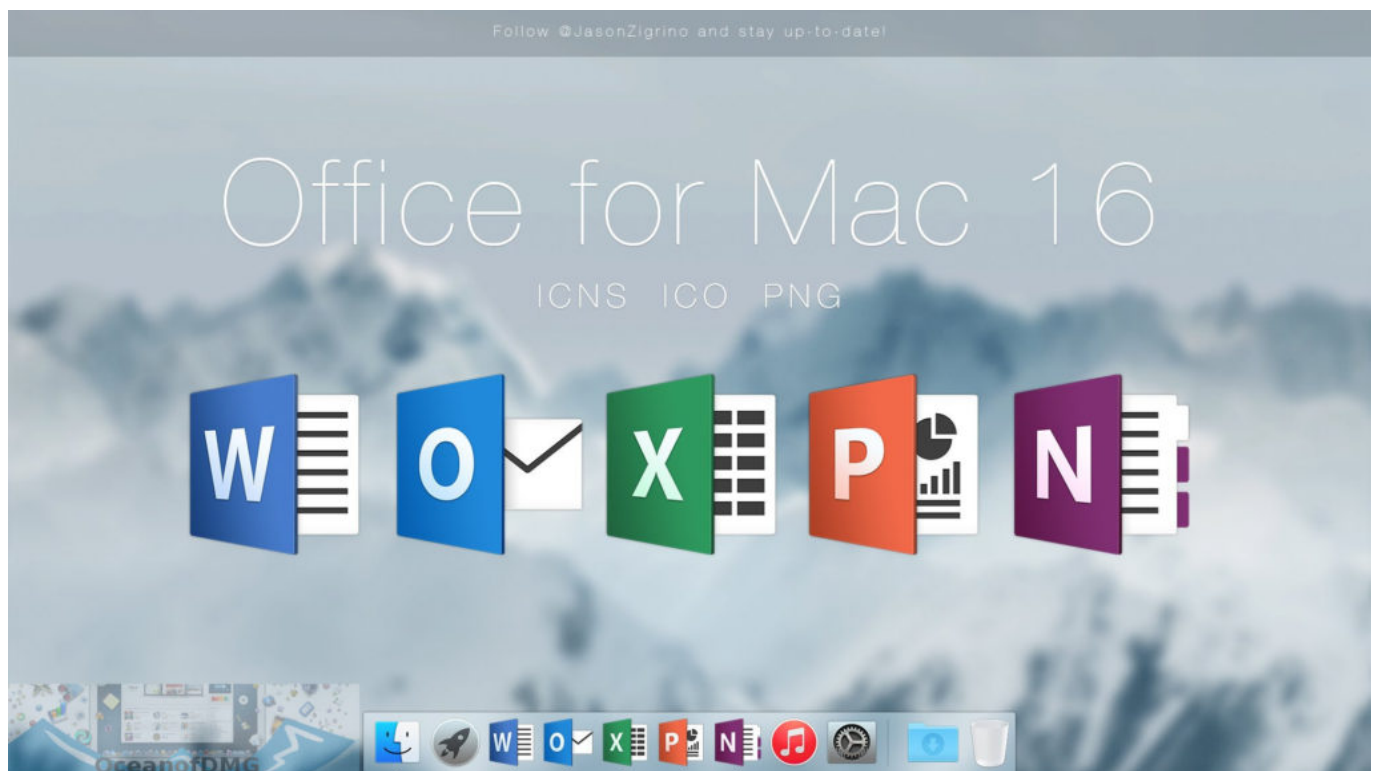 Follow @JasonZigrino and stay up-to-date!
Office for Mac 16
ICNS ICO PNG
W O X P N
W O X P N
OceanofDMG